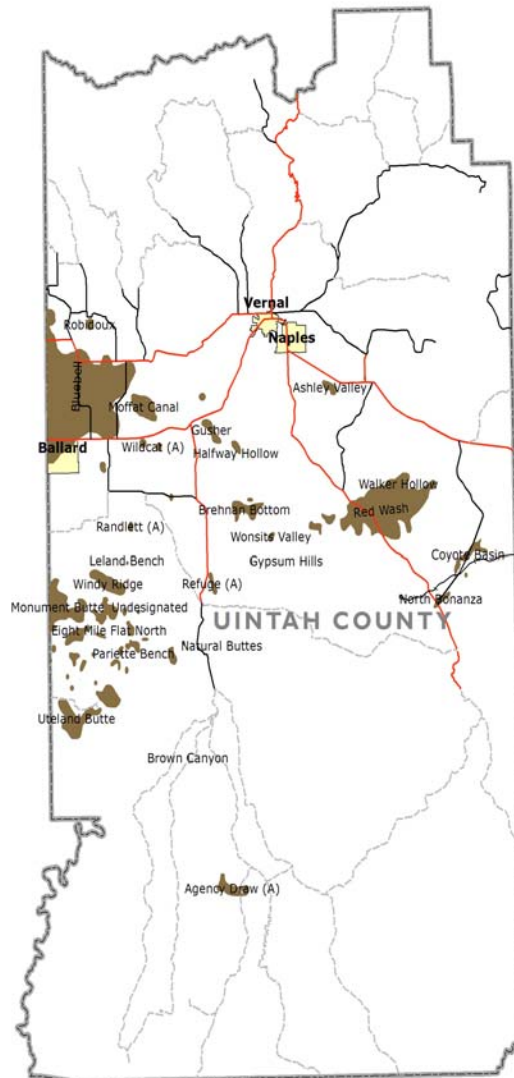 Vernal
Robidoux
Naples
Bluebell
Ashley Valley
Moffat Canal
Gusher
Ballard
Wildcat (A)
Halfway Hollow
Walker Hollow
Brehnan Bottom
Red Wash
Randlett (A)
Wonsits Valley
Coyote Basin
Leland Bench
Gypsum Hills
Windy Ridge
Refuge (A)
North Bonanza
Monument Butte
Undesignated
UINTAH COUNTY
Eight Mile Flat North
Natural Buttes
Pariette Bench
Uteland Butte
Brown Canyon
Agency Draw (A)